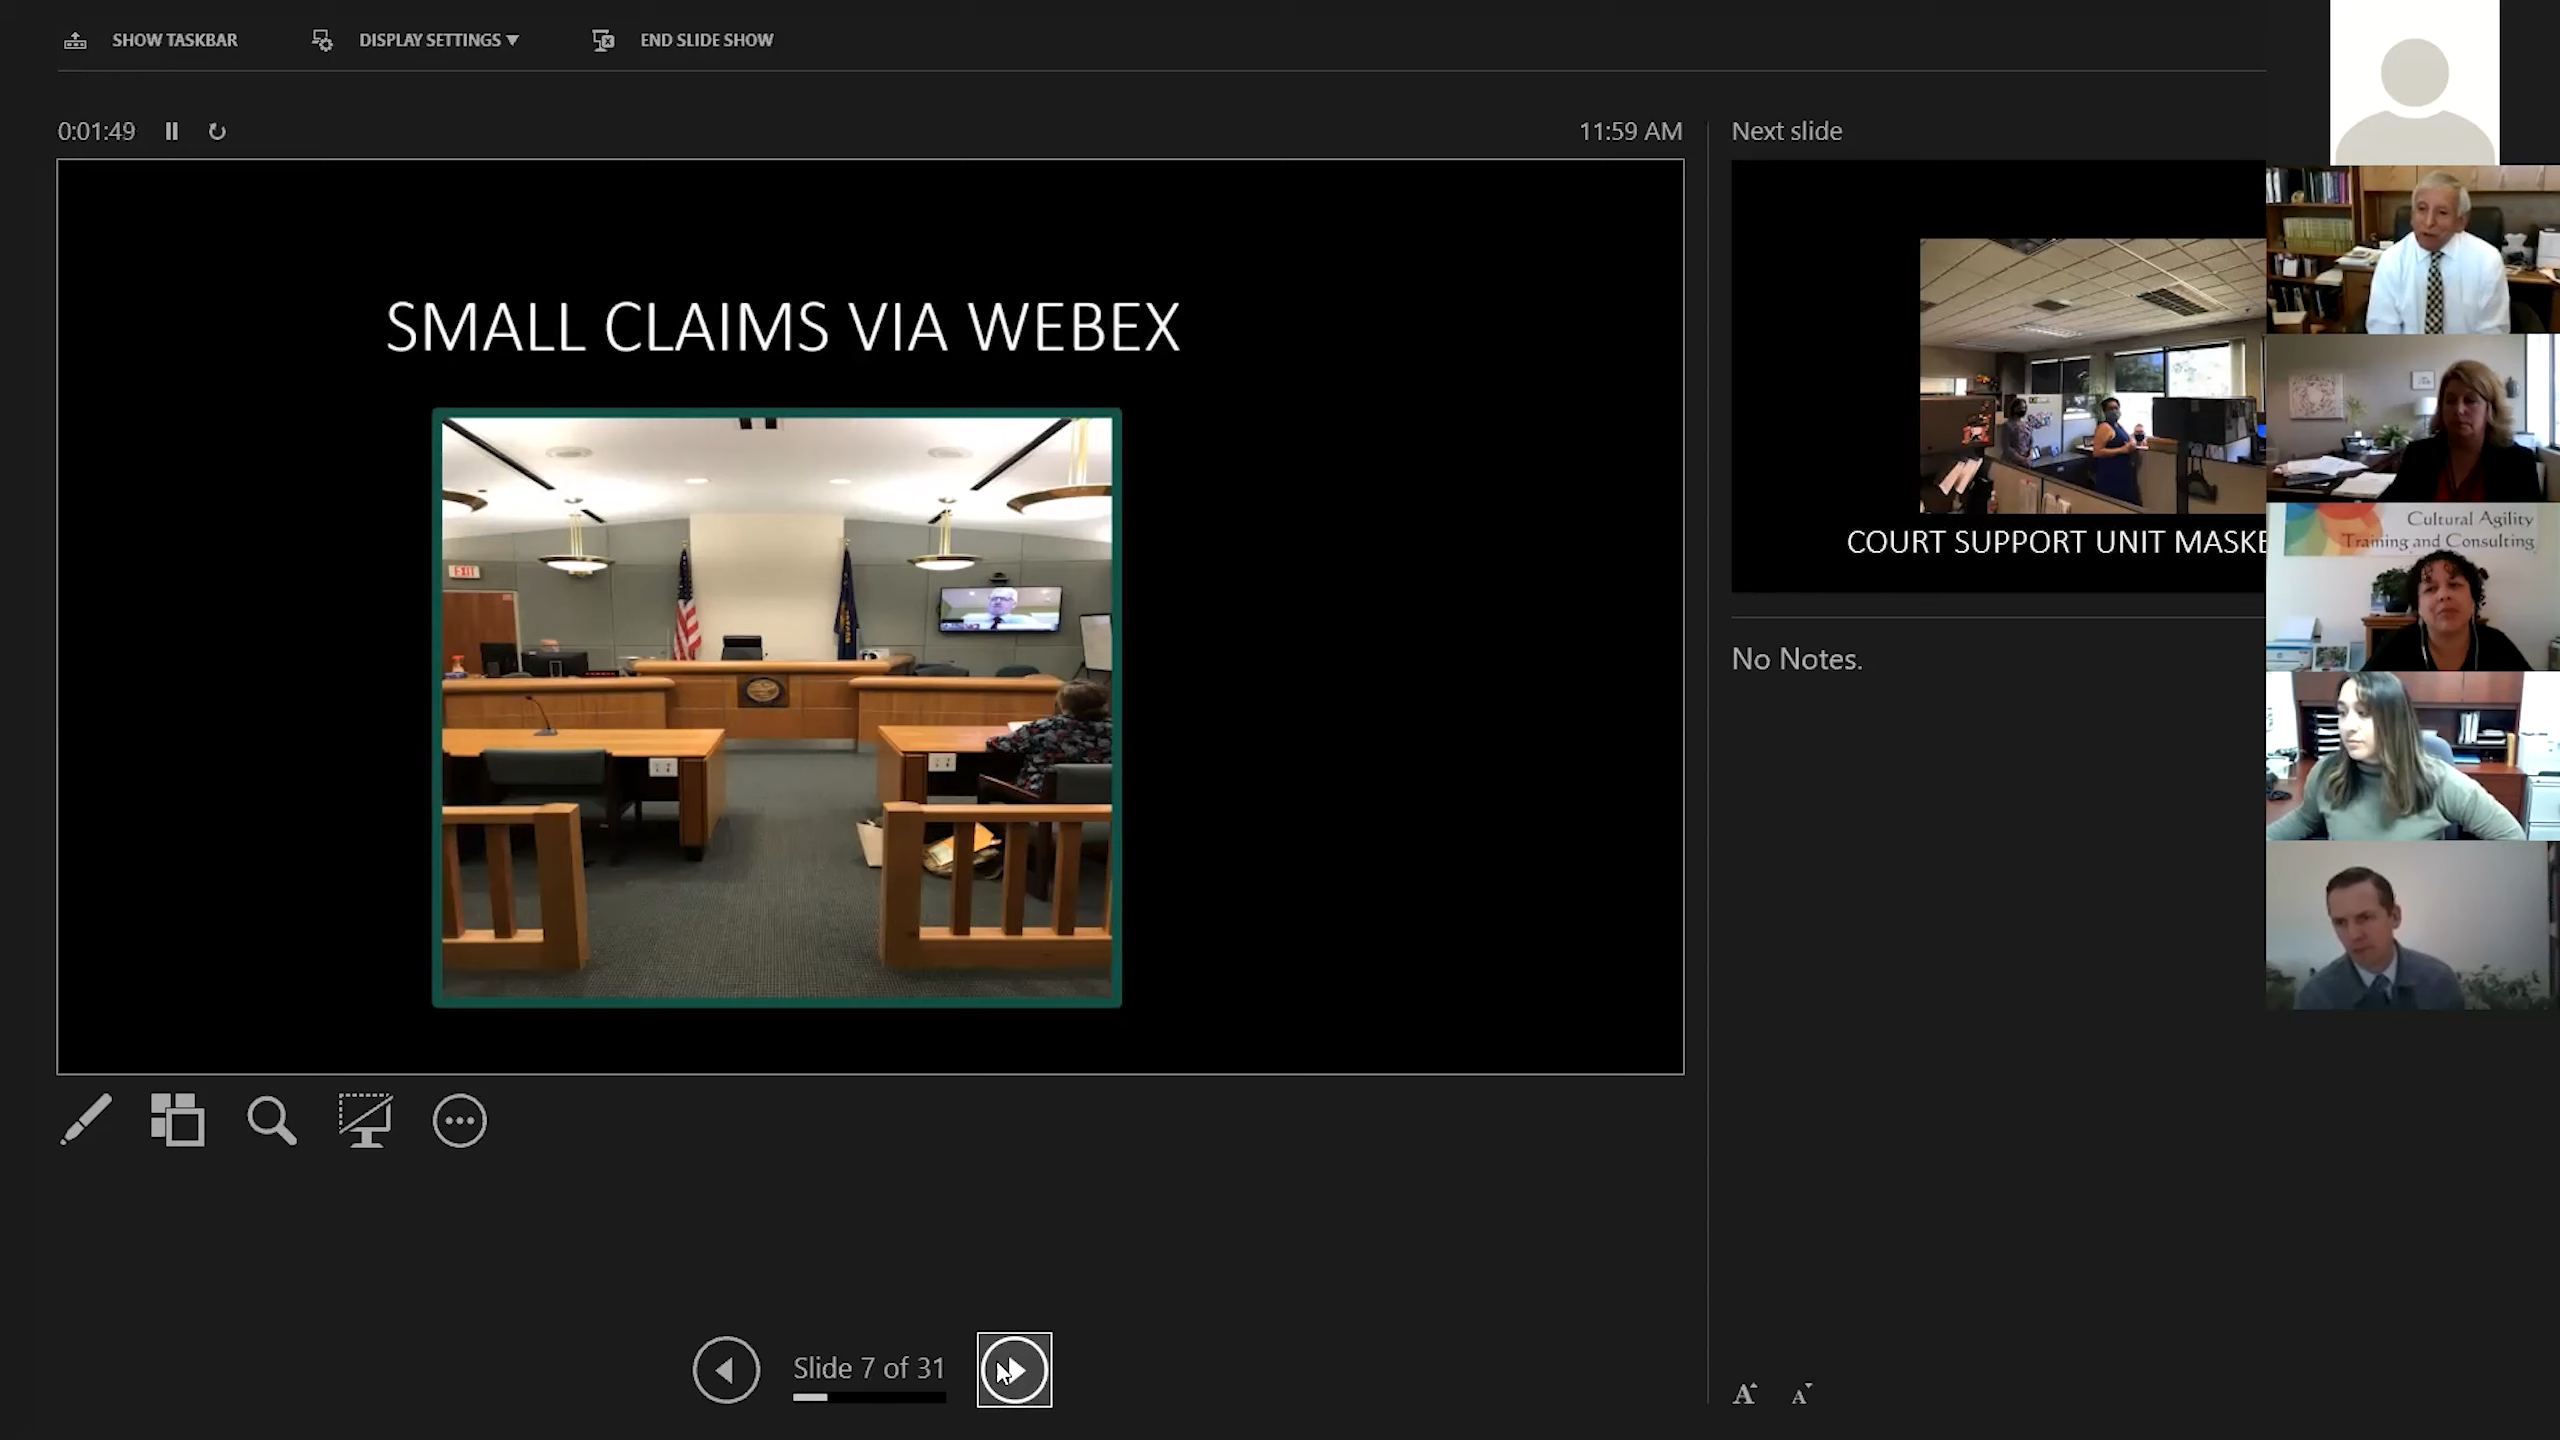 SHOW TASKBAR
DISPLAY SETTINGS ▼
END SLIDE SHOW
0:01:49
11:59 AM
Next slide
SMALL CLAIMS VIA WEBEX
EXIT
COURT SUPPORT UNIT MASKE
No Notes.
Cultural Agility
Training and Consulting
Slide 7 of 31
A
A